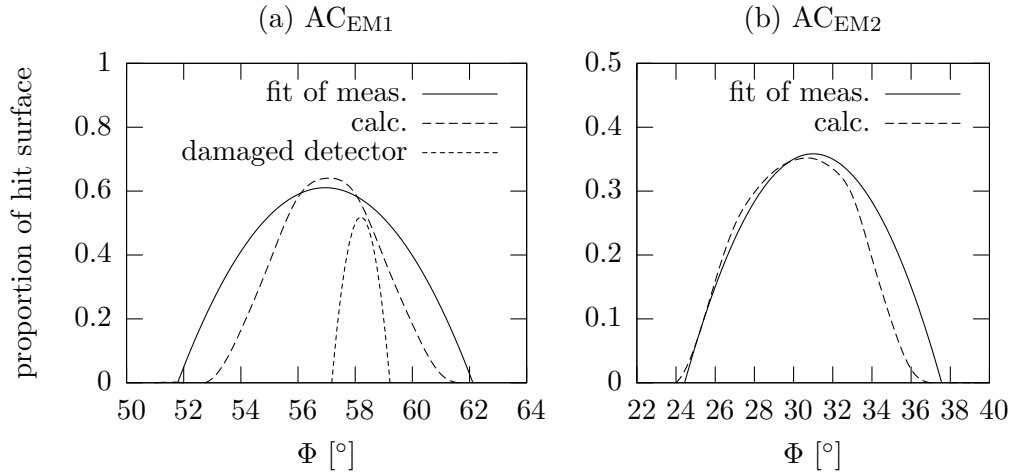 (a) AC_EM1
proportion of hit surface
1
0.8
0.6
0.4
0.2
0
fit of meas.
calc.
damaged detector
50 52 54 56 58 60 62 64
Φ [°]
(b) AC_EM2
0.5
0.4
0.3
0.2
0.1
0
fit of meas.
calc.
22 24 26 28 30 32 34 36 38 40
Φ [°]